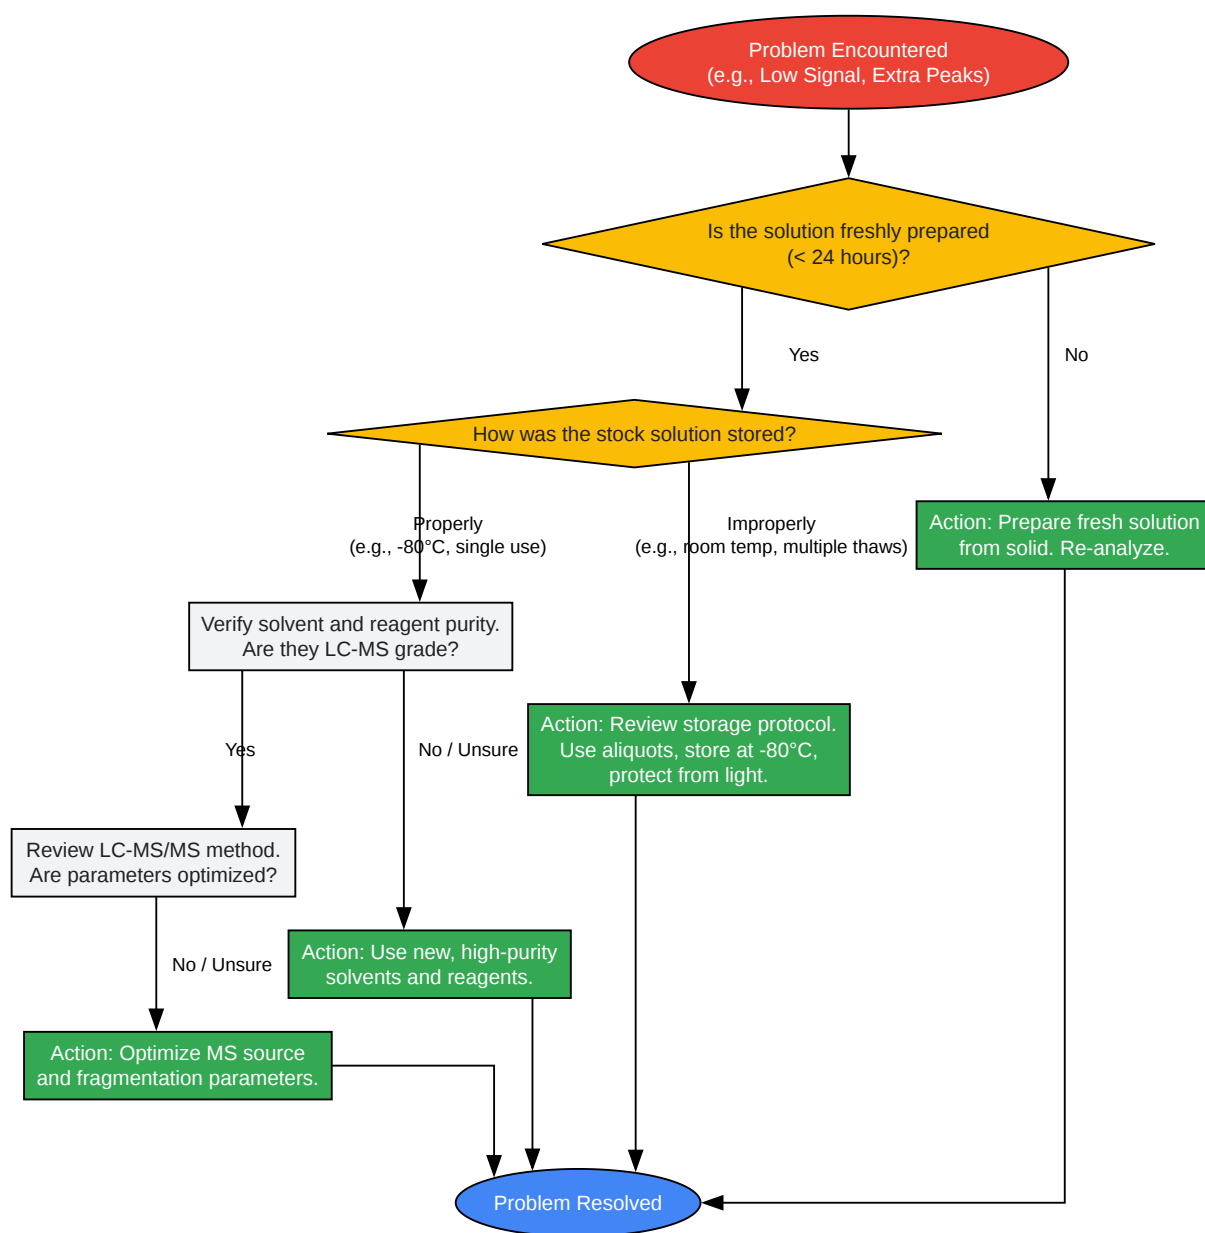 Problem Encountered
(e.g., Low Signal, Extra Peaks)
Is the solution freshly prepared
(< 24 hours)?
Yes
No
How was the stock solution stored?
Properly
(e.g., -80°C, single use)
Improperly
(e.g., room temp, multiple thaws)
Action: Prepare fresh solution
from solid. Re-analyze.
Verify solvent and reagent purity.
Are they LC-MS grade?
Action: Review storage protocol.
Use aliquots, store at -80°C,
protect from light.
Yes
No / Unsure
Review LC-MS/MS method.
Are parameters optimized?
No / Unsure
Action: Use new, high-purity
solvents and reagents.
Action: Optimize MS source
and fragmentation parameters.
Problem Resolved